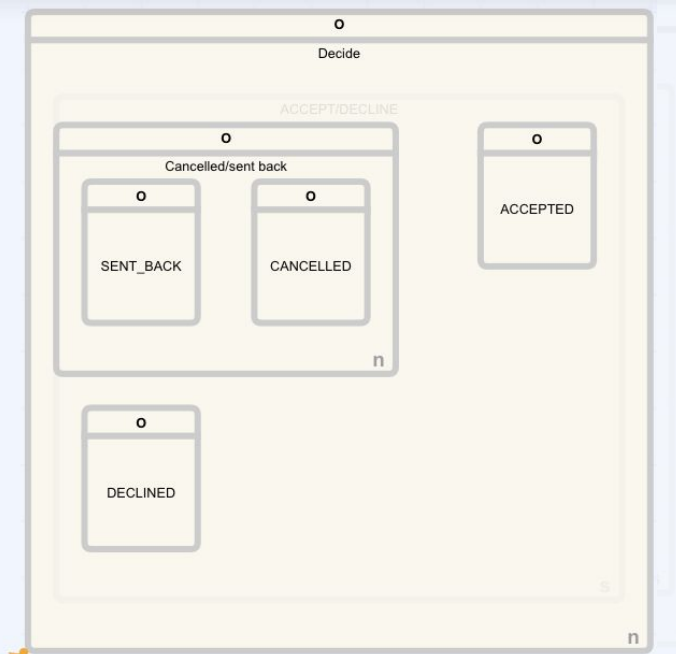 O
Decide
ACCEPT/DECLINE
O
Cancelled/sent back
O
SENT_BACK
O
CANCELLED
n
O
ACCEPTED
O
DECLINED
s
n